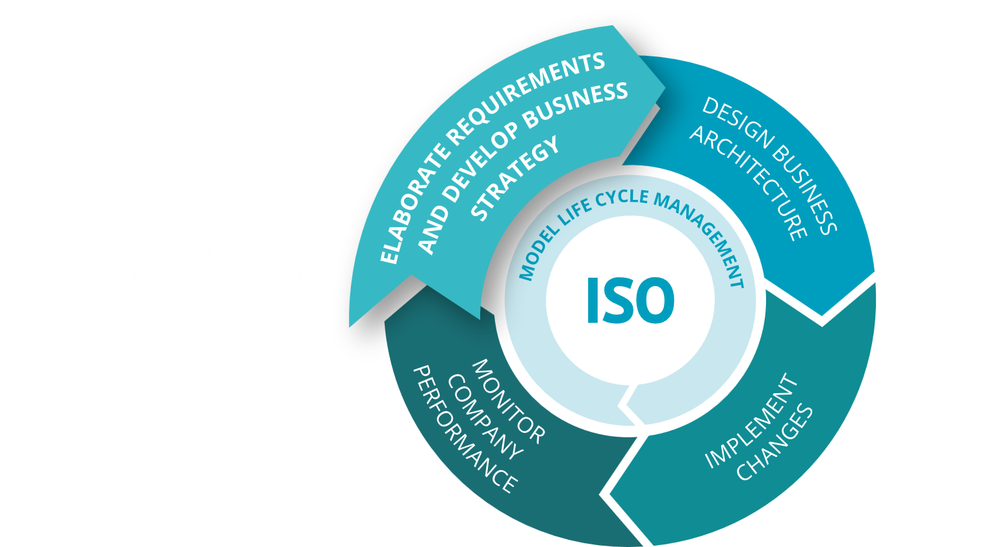 ELABORATE REQUIREMENTS
AND DEVELOP BUSINESS
STRATEGY
DESIGN BUSINESS
ARCHITECTURE
MODEL LIFE CYCLE MANAGEMENT
ISO
IMPLEMENT
CHANGES
MONITOR
COMPANY
PERFORMANCE